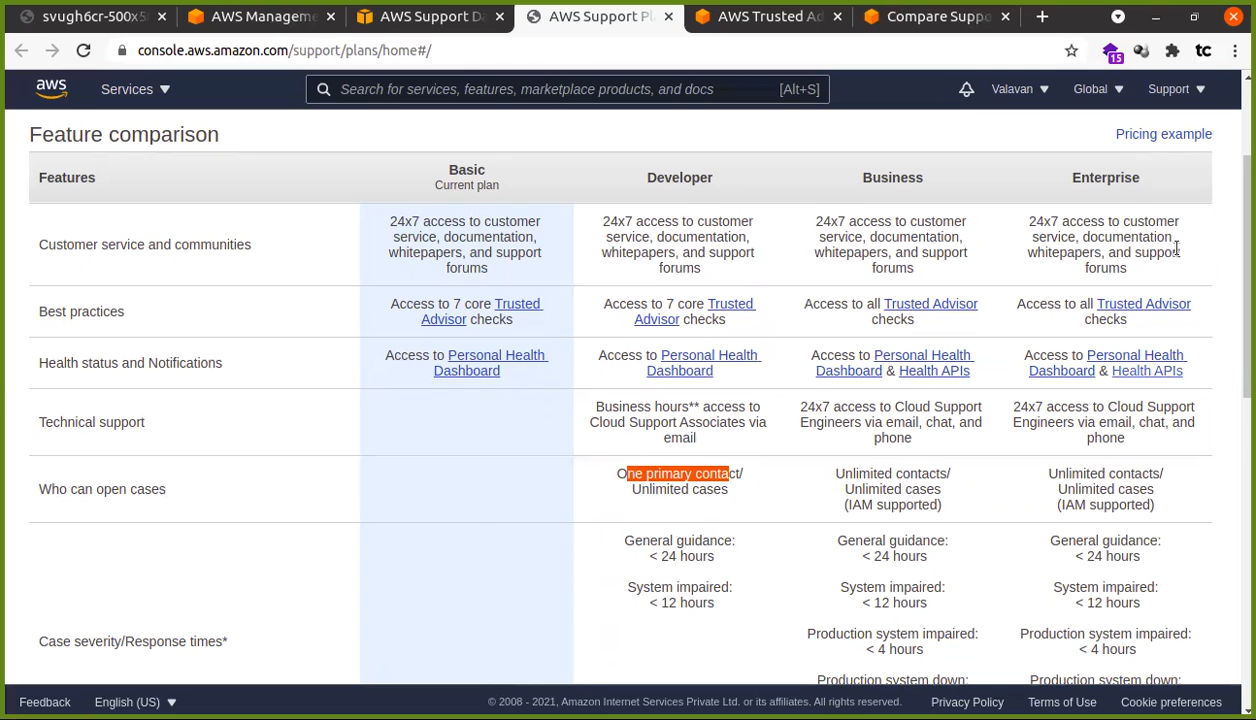 svugh6cr-500x5
AWS Manageme
AWS Support Da
AWS Support Pl
AWS Trusted Ad
Compare Suppo
console.aws.amazon.com/support/plans/home#/
15
tc
aws
Services
Search for services, features, marketplace products, and docs
[Alt+S]
Valavan
Global
Support
Feature comparison
Pricing example
Features
Basic
Current plan
Developer
Business
Enterprise
Customer service and communities
24x7 access to customer
service, documentation,
whitepapers, and support
forums
24x7 access to customer
service, documentation,
whitepapers, and support
forums
24x7 access to customer
service, documentation,
whitepapers, and support
forums
24x7 access to customer
service, documentation,
whitepapers, and support
forums
Best practices
Access to 7 core Trusted
Advisor checks
Access to 7 core Trusted
Advisor checks
Access to all Trusted Advisor
checks
Access to all Trusted Advisor
checks
Health status and Notifications
Access to Personal Health
Dashboard
Access to Personal Health
Dashboard
Access to Personal Health
Dashboard & Health APIs
Access to Personal Health
Dashboard & Health APIs
Technical support
Business hours** access to
Cloud Support Associates via
email
24x7 access to Cloud Support
Engineers via email, chat, and
phone
24x7 access to Cloud Support
Engineers via email, chat, and
phone
Who can open cases
One primary contact/
Unlimited cases
Unlimited contacts/
Unlimited cases
(IAM supported)
Unlimited contacts/
Unlimited cases
(IAM supported)
Case severity/Response times*
General guidance:
< 24 hours
System impaired:
< 12 hours
General guidance:
< 24 hours
System impaired:
< 12 hours
Production system impaired:
< 4 hours
Production system down:
General guidance:
< 24 hours
System impaired:
< 12 hours
Production system impaired:
< 4 hours
Production system down:
Feedback
English (US)
© 2008 - 2021, Amazon Internet Services Private Ltd. or its affiliates. All rights reserved.
Privacy Policy
Terms of Use
Cookie preferences